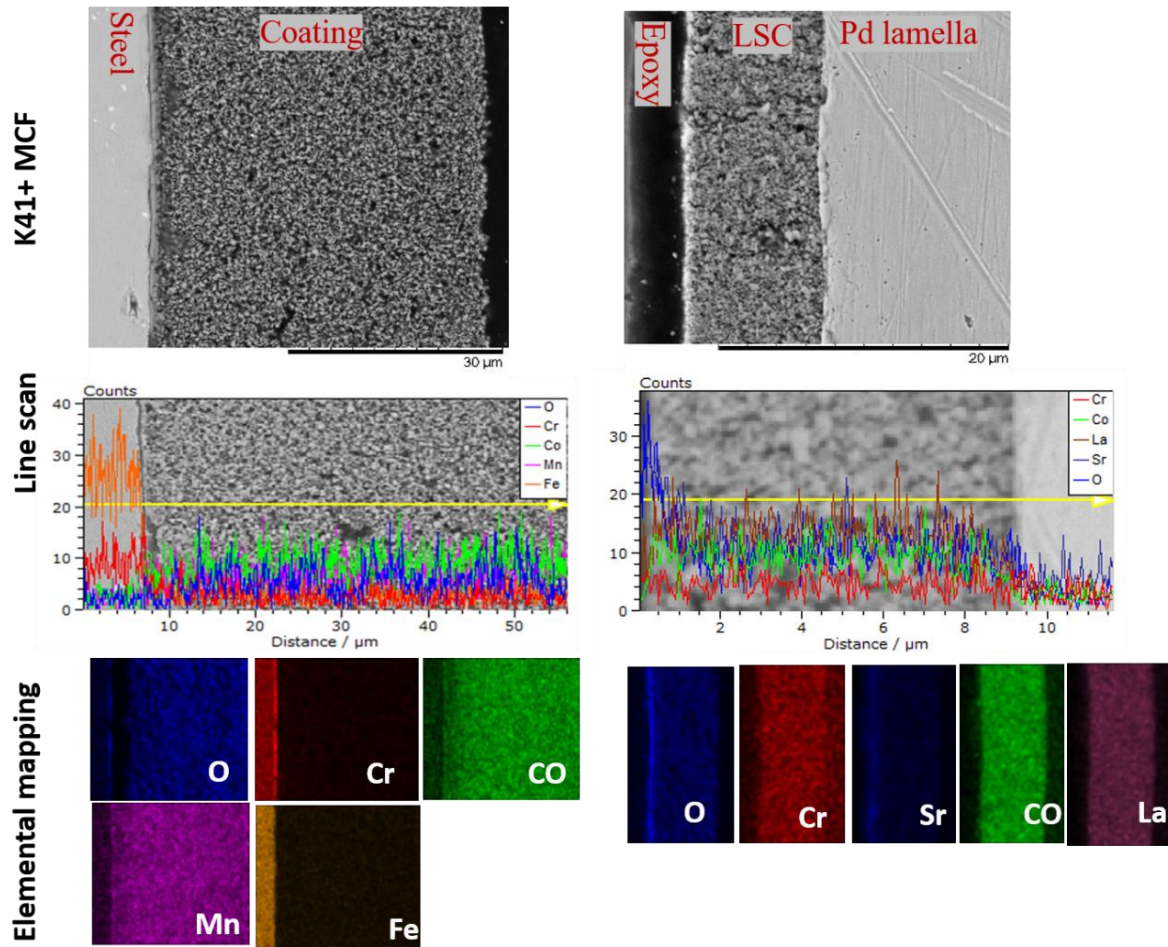 K41+ MCF
Steel
Coating
30 µm
Epoxy
LSC
Pd lamella
20 µm
Line scan
Counts
40
30
20
10
0
10
20
30
40
50
Distance / µm
O
Cr
Co
Mn
Fe
Counts
30
20
10
0
2
4
6
8
10
Distance / µm
Cr
Co
La
Sr
O
Elemental mapping
O
Cr
CO
Mn
Fe
O
Cr
Sr
CO
La